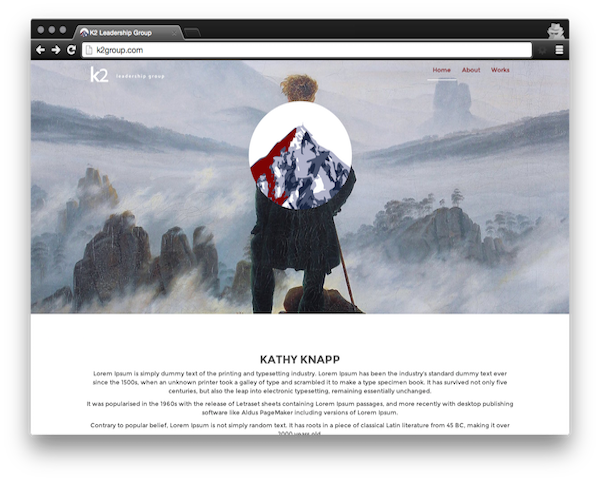 K2 Leadership Group
k2group.com
k2 leadership group
Home About Works
KATHY KNAPP
Lorem Ipsum is simply dummy text of the printing and typesetting industry. Lorem Ipsum has been the industry's standard dummy text ever
since the 1500s, when an unknown printer took a galley of type and scrambled it to make a type specimen book. It has survived not only five
centuries, but also the leap into electronic typesetting, remaining essentially unchanged.
It was popularised in the 1960s with the release of Letraset sheets containing Lorem Ipsum passages, and more recently with desktop publishing
software like Aldus PageMaker including versions of Lorem Ipsum.
Contrary to popular belief, Lorem Ipsum is not simply random text. It has roots in a piece of classical Latin literature from 45 BC, making it over
2000 years old